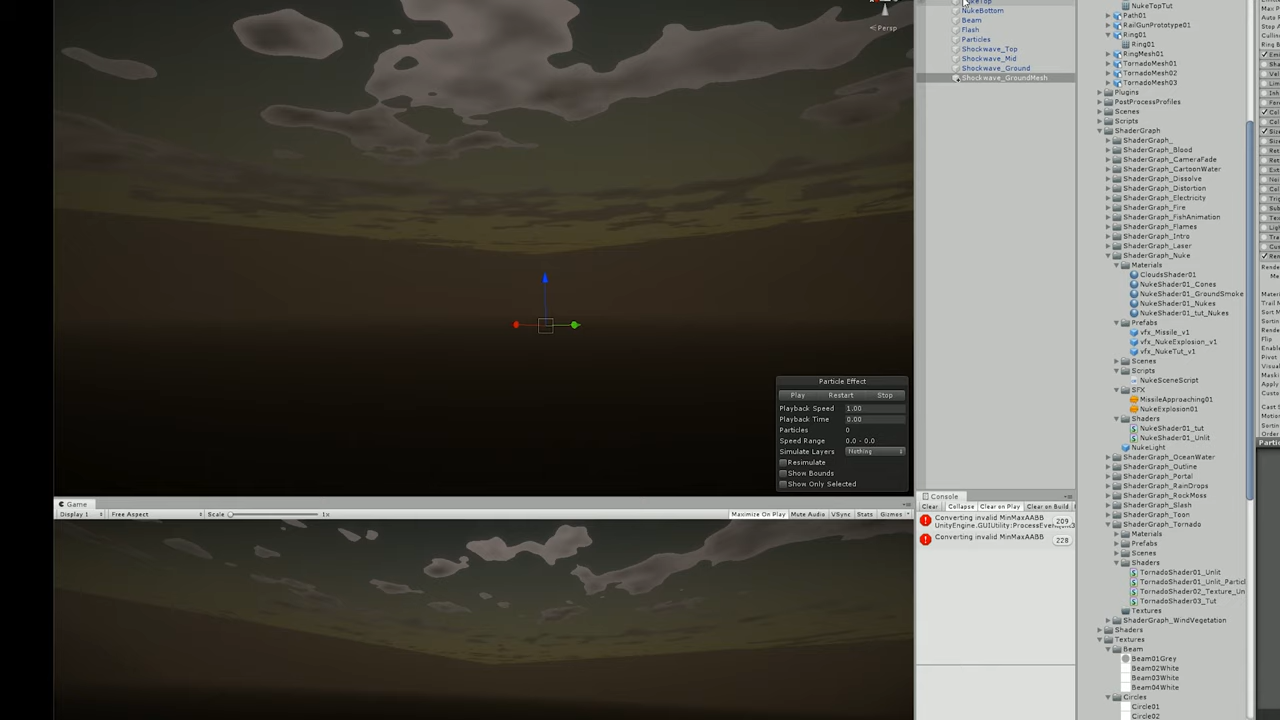 Persp
NukeBottom
Beam
Flash
Particles
Shockwave_Top
Shockwave_Mid
Shockwave_Ground
Shockwave_GroundMesh
Particle Effect
Play
Restart
Stop
Playback Speed
1.00
Playback Time
0.00
Particles
0
Speed Range
0.0 - 0.0
Simulate Layers
Nothing
Resimulate
Show Bounds
Show Only Selected
Game
Display 1
Free Aspect
Scale
1x
Maximize On Play
Mute Audio
VSync
Stats
Gizmos
Console
Clear
Collapse
Clear on Play
Clear on Build
Converting invalid MinMaxAABB
209
Converting invalid MinMaxAABB
228
NukeTopTut
Path01
RailGunPrototype01
Ring01
Ring01
RingMesh01
TornadoMesh01
TornadoMesh02
TornadoMesh03
Plugins
PostProcessProfiles
Scenes
Scripts
ShaderGraph
ShaderGraph_
ShaderGraph_Blood
ShaderGraph_CameraFade
ShaderGraph_CartoonWater
ShaderGraph_Dissolve
ShaderGraph_Distortion
ShaderGraph_Electricity
ShaderGraph_Fire
ShaderGraph_FishAnimation
ShaderGraph_Flames
ShaderGraph_Intro
ShaderGraph_Laser
ShaderGraph_Nuke
Materials
CloudsShader01
NukeShader01_Cones
NukeShader01_GroundSmoke
NukeShader01_Nukes
NukeShader01_tut_Nukes
Prefabs
vfx_Missile_v1
vfx_NukeExplosion_v1
vfx_NukeTut_v1
Scenes
Scripts
NukeSceneScript
SFX
MissileApproaching01
NukeExplosion01
Shaders
NukeShader01_tut
NukeShader01_Unlit
NukeLight
ShaderGraph_OceanWater
ShaderGraph_Outline
ShaderGraph_Portal
ShaderGraph_RainDrops
ShaderGraph_RockMoss
ShaderGraph_Slash
ShaderGraph_Toon
ShaderGraph_Tornado
Materials
Prefabs
Scenes
Shaders
TornadoShader01_Unlit
TornadoShader01_Unlit_Partic
TornadoShader02_Texture_Un
TornadoShader03_Tut
Textures
ShaderGraph_WindVegetation
Shaders
Textures
Beam
Beam01Grey
Beam02White
Beam03White
Beam04White
Circles
Circle01
Circle02